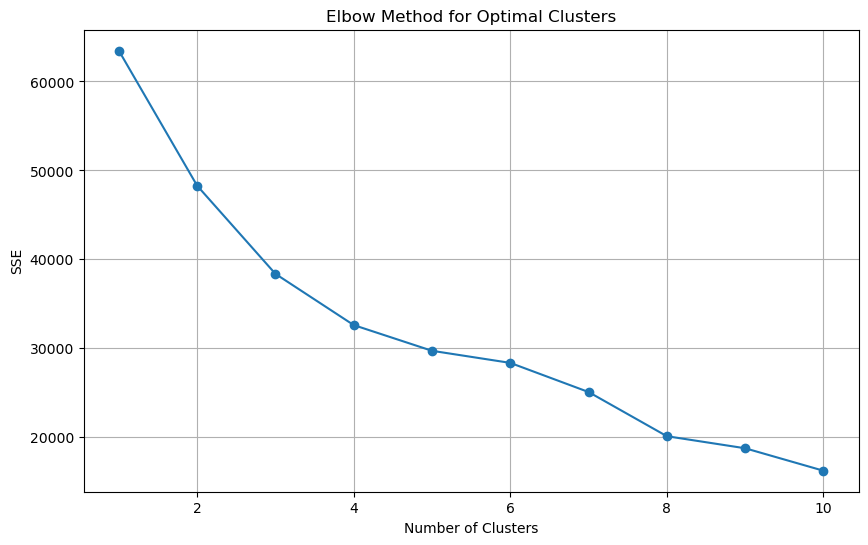 Elbow Method for Optimal Clusters
60000
50000
40000
30000
20000
SSE
2 4 6 8 10
Number of Clusters